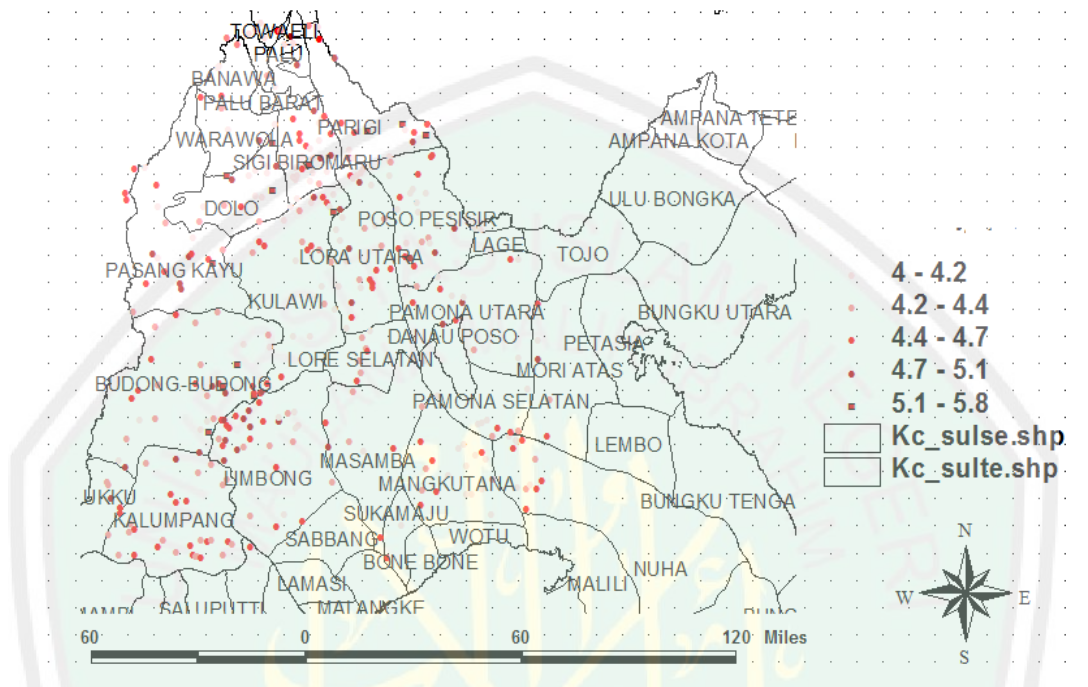 TOWAELI
PALU
BANAWA
PALU BARAT
WARAWOLA
PARIGI
SIGI BIROMARU
DOLO
POSO PESISIR
LAGE
TOJO
AMPANA TETE
AMPANA KOTA
ULU BONGKA
PASANG KAYU
LORA UTARA
KULAWI
PAMONA UTARA
DANAU POSO
BUNGKU UTARA
PETASIA
LORE SELATAN
MORI ATAS
BUDONG-BUDONG
PAMONA SELATAN
LEMBO
MASAMBA
LIMBONG
MANGKUTANA
UKKU
BUNGKU TENGA
KALUMPANG
SUKAMAJU
SABBANG
WOTU
BONE BONE
LAMASI
MALILI
NUHA
SALUPUTTI
MALANGKE
4 - 4.2
4.2 - 4.4
4.4 - 4.7
4.7 - 5.1
5.1 - 5.8
Kc_sulse.shp
Kc_sulte.shp
N
W E
S
60 0 60 120 Miles